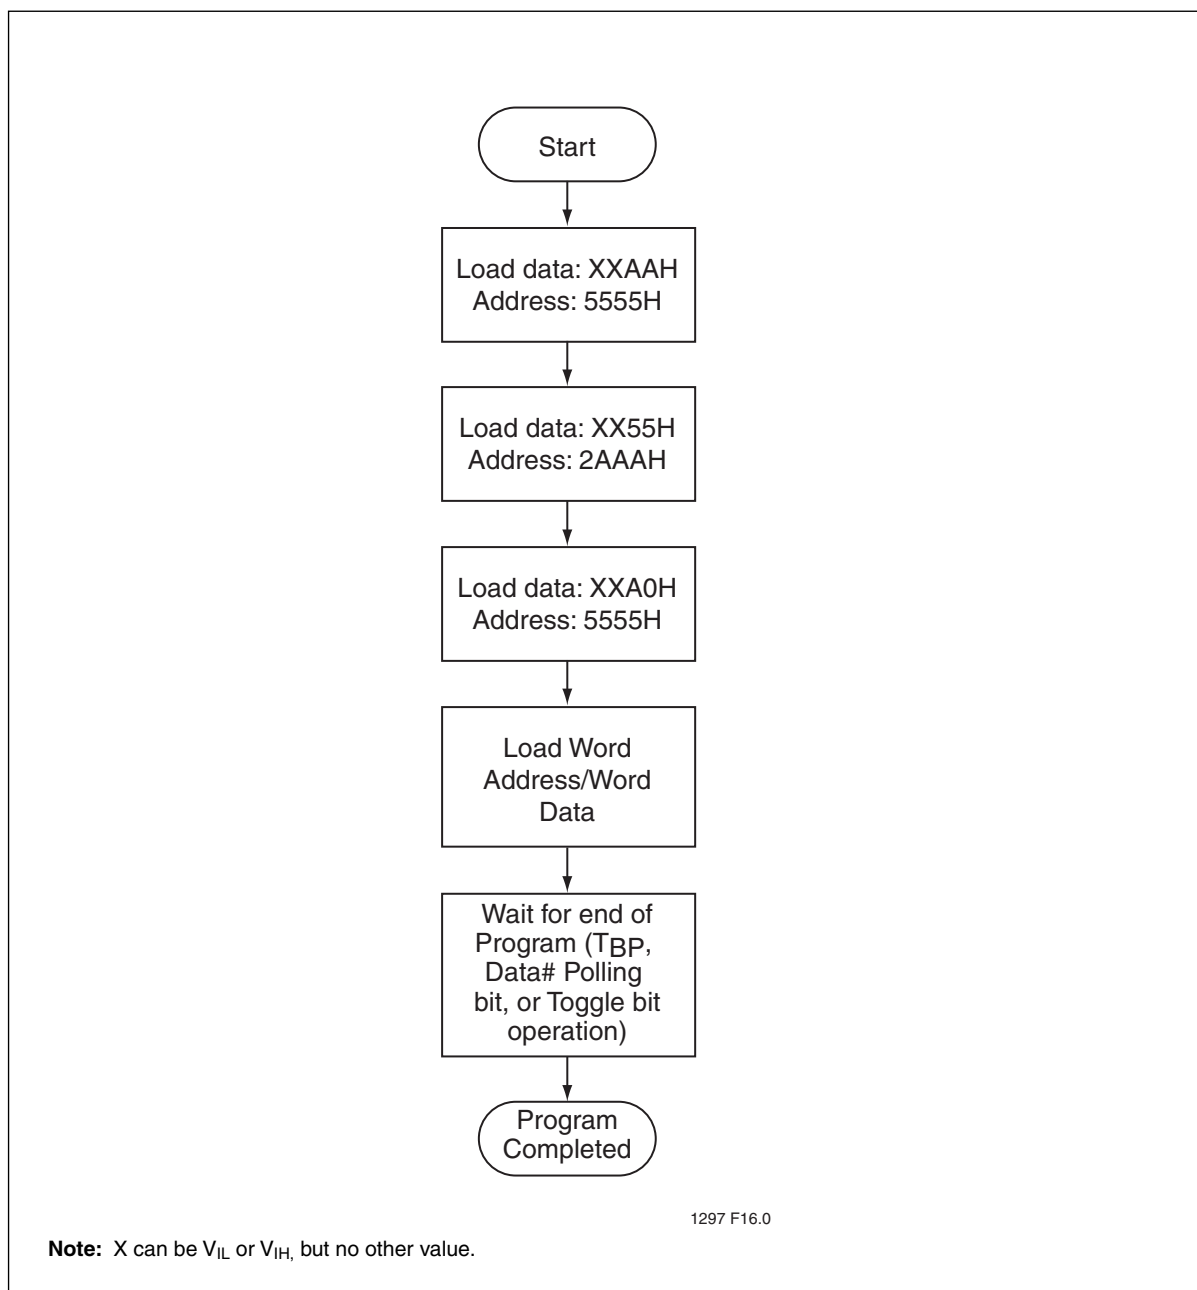 Start
Load data: XXAAH
Address: 5555H
Load data: XX55H
Address: 2AAAH
Load data: XXA0H
Address: 5555H
Load Word
Address/Word
Data
Wait for end of
Program (TBP,
Data# Polling
bit, or Toggle bit
operation)
Program
Completed
1297 F16.0
Note: X can be VIL or VIH, but no other value.